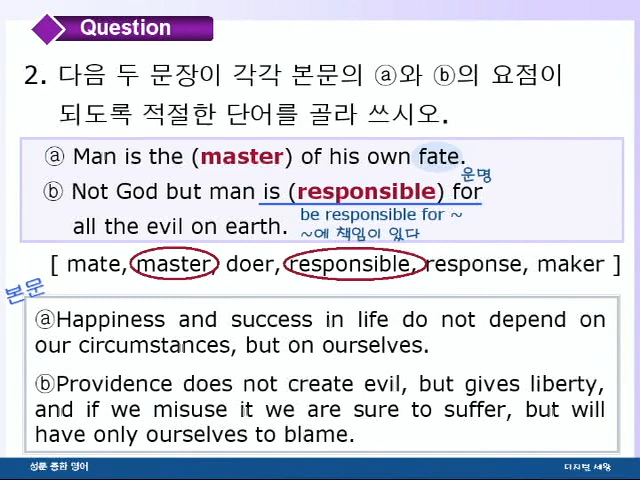 Question
2. 다음 두 문장이 각각 본문의 ⓐ와 ⓑ의 요점이
되도록 적절한 단어를 골라 쓰시오.
ⓐ Man is the (master) of his own fate.
운명
ⓑ Not God but man is (responsible) for
all the evil on earth.
be responsible for ~
~에 책임이 있다
[ mate, master, doer, responsible, response, maker ]
본문
ⓐHappiness and success in life do not depend on
our circumstances, but on ourselves.
ⓑProvidence does not create evil, but gives liberty,
and if we misuse it we are sure to suffer, but will
have only ourselves to blame.
성문 종합 영어
디지털 세왕